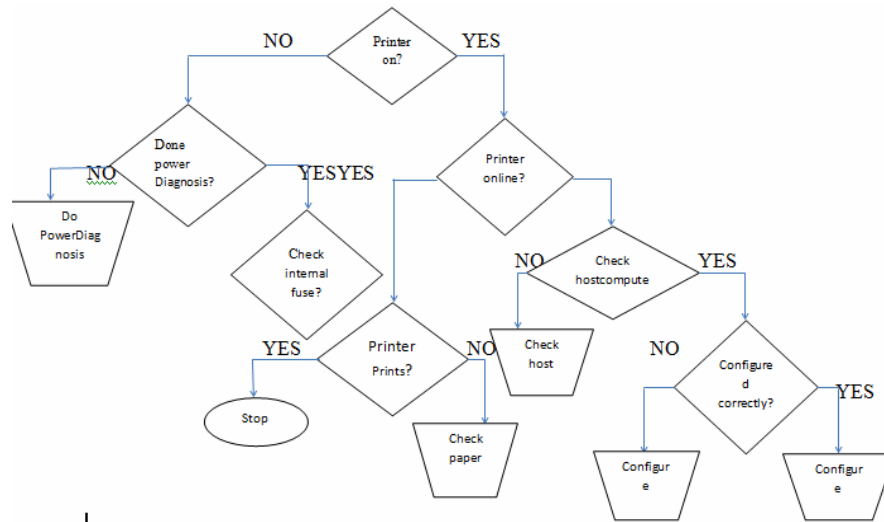 NO
Printer
on?
YES
Done
power
Diagnosis?
Printer
online?
NO
YESYES
Do
PowerDiag
nosis
Check
internal
fuse?
Check
hostcompute
NO
YES
YES
Printer
Prints?
NO
Check
host
NO
Configure
d
correctly?
YES
Stop
Check
paper
Configur
e
Configur
e